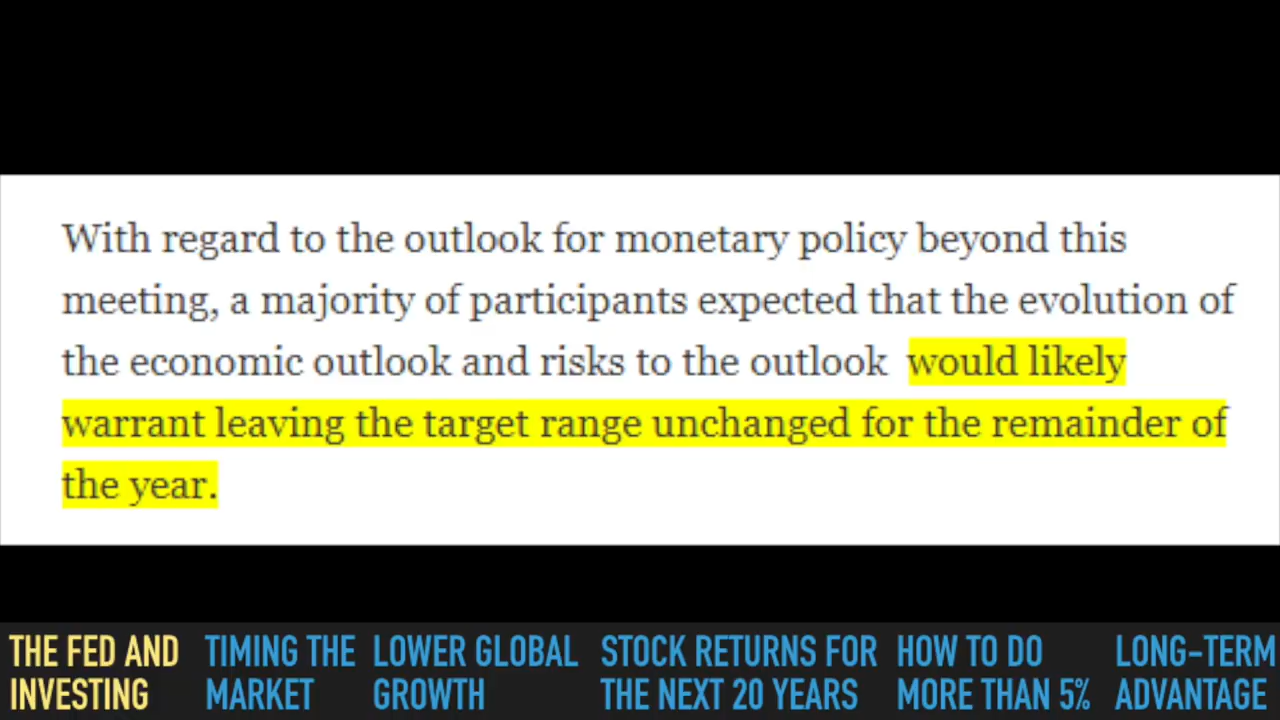 With regard to the outlook for monetary policy beyond this
meeting, a majority of participants expected that the evolution of
the economic outlook and risks to the outlook would likely
warrant leaving the target range unchanged for the remainder of
the year.
THE FED AND
INVESTING
TIMING THE
MARKET
LOWER GLOBAL
GROWTH
STOCK RETURNS FOR
THE NEXT 20 YEARS
HOW TO DO
MORE THAN 5%
LONG-TERM
ADVANTAGE